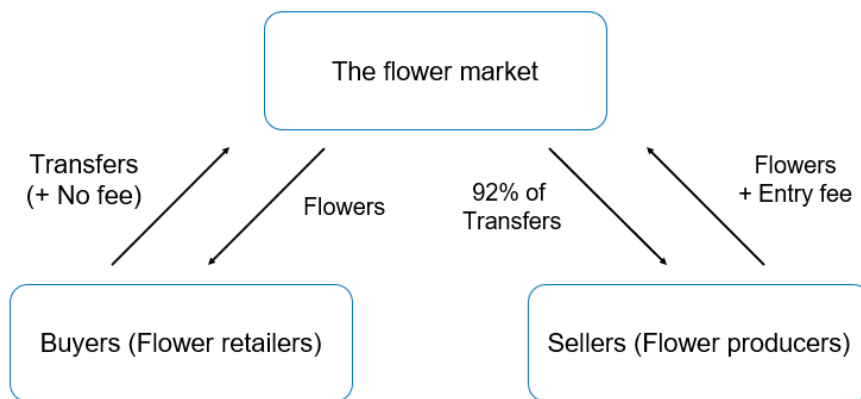 The flower market
Transfers
(+ No fee)
Flowers
92% of
Transfers
Flowers
+ Entry fee
Buyers (Flower retailers)
Sellers (Flower producers)